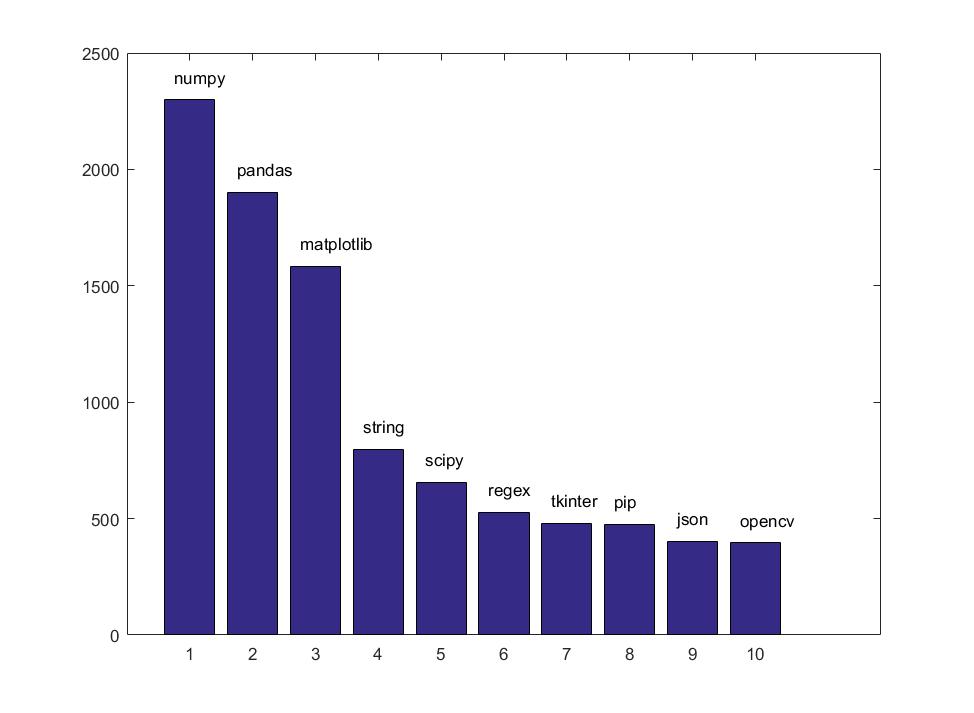 2500
numpy
2000
pandas
matplotlib
1500
1000
string
scipy
regex
tkinter pip
json opencv
500
0
1 2 3 4 5 6 7 8 9 10